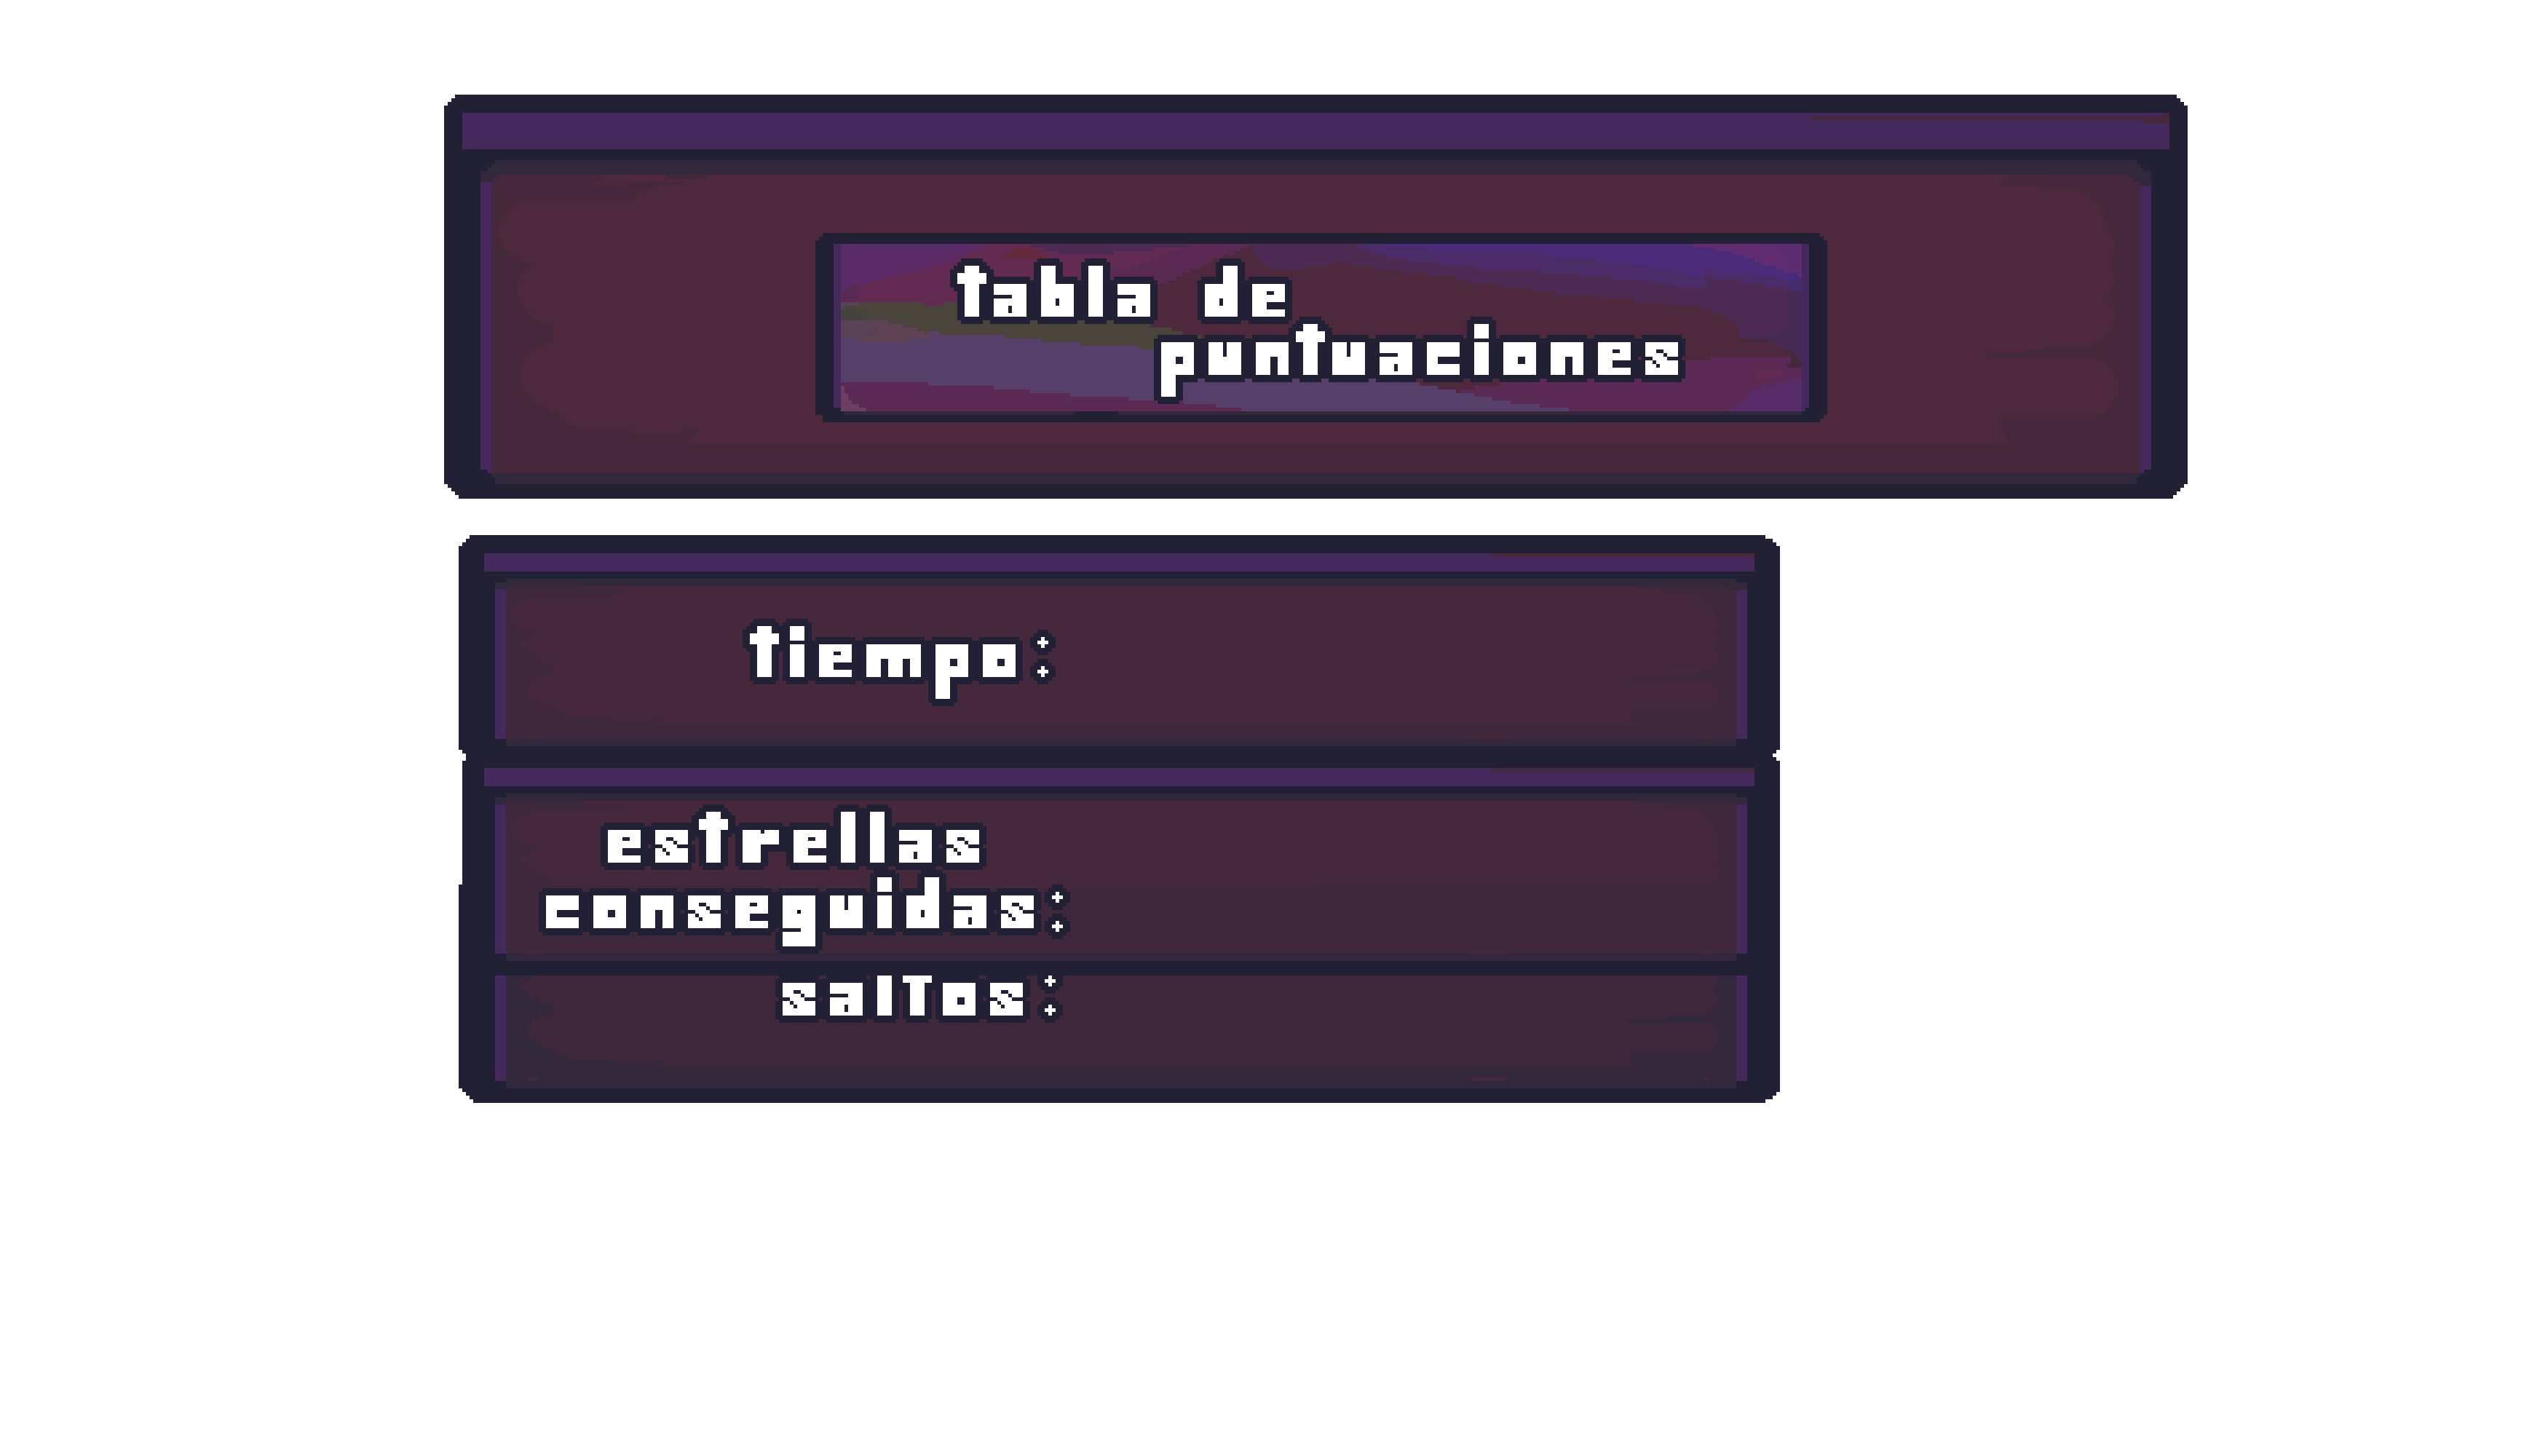 tabla de
puntuaciones
tiempo:
estrellas
conseguidas:
saltos: